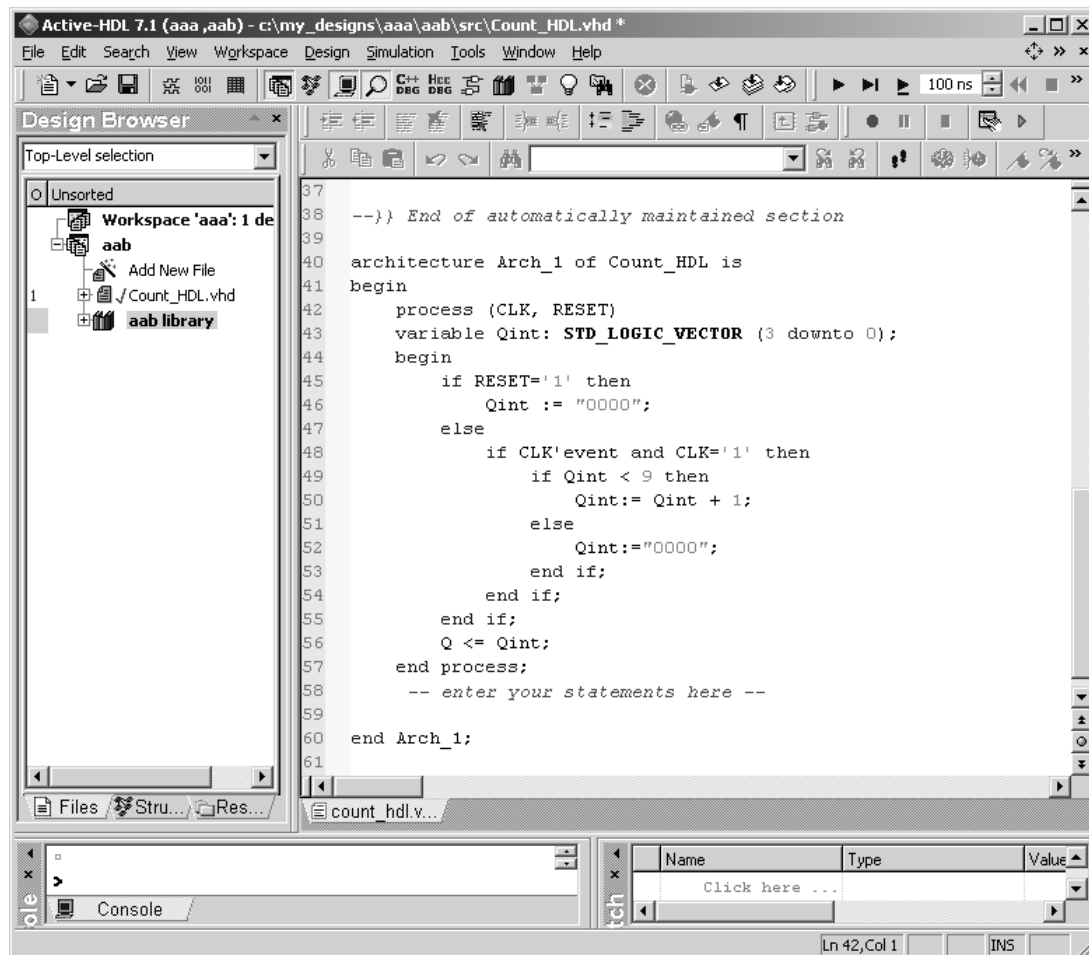 Active-HDL 7.1 (aaa ,aab) - c:\my_designs\aaa\aab\src\Count_HDL.vhd *
File Edit Search View Workspace Design Simulation Tools Window Help
C++ DBG HCC DBG 100 ns
Design Browser
Top-Level selection
O Unsorted
Workspace 'aaa': 1 de
aab
Add New File
1 Count_HDL.vhd
aab library
Files Stru... Res...
37
38 --}} End of automatically maintained section
39
40 architecture Arch_1 of Count_HDL is
41 begin
42 process (CLK, RESET)
43 variable Qint: STD_LOGIC_VECTOR (3 downto 0);
44 begin
45 if RESET='1' then
46 Qint := "0000";
47 else
48 if CLK'event and CLK='1' then
49 if Qint < 9 then
50 Qint:= Qint + 1;
51 else
52 Qint:="0000";
53 end if;
54 end if;
55 end if;
56 Q <= Qint;
57 end process;
58 -- enter your statements here --
59
60 end Arch_1;
61
count_hdl.v...
>
Console
Name Type Value
Click here ...
Ln 42,Col 1 INS